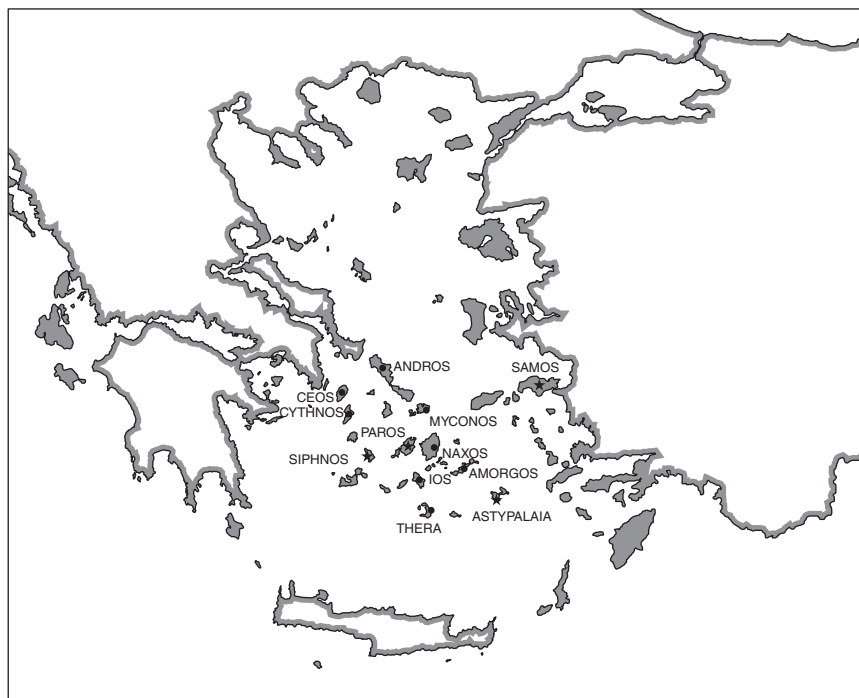 ANDROS
SAMOS
CEOS
CYTHNOS
MYCONOS
PAROS
NAXOS
SIPHNOS
AMORGOS
IOS
ASTYPALAIA
THERA